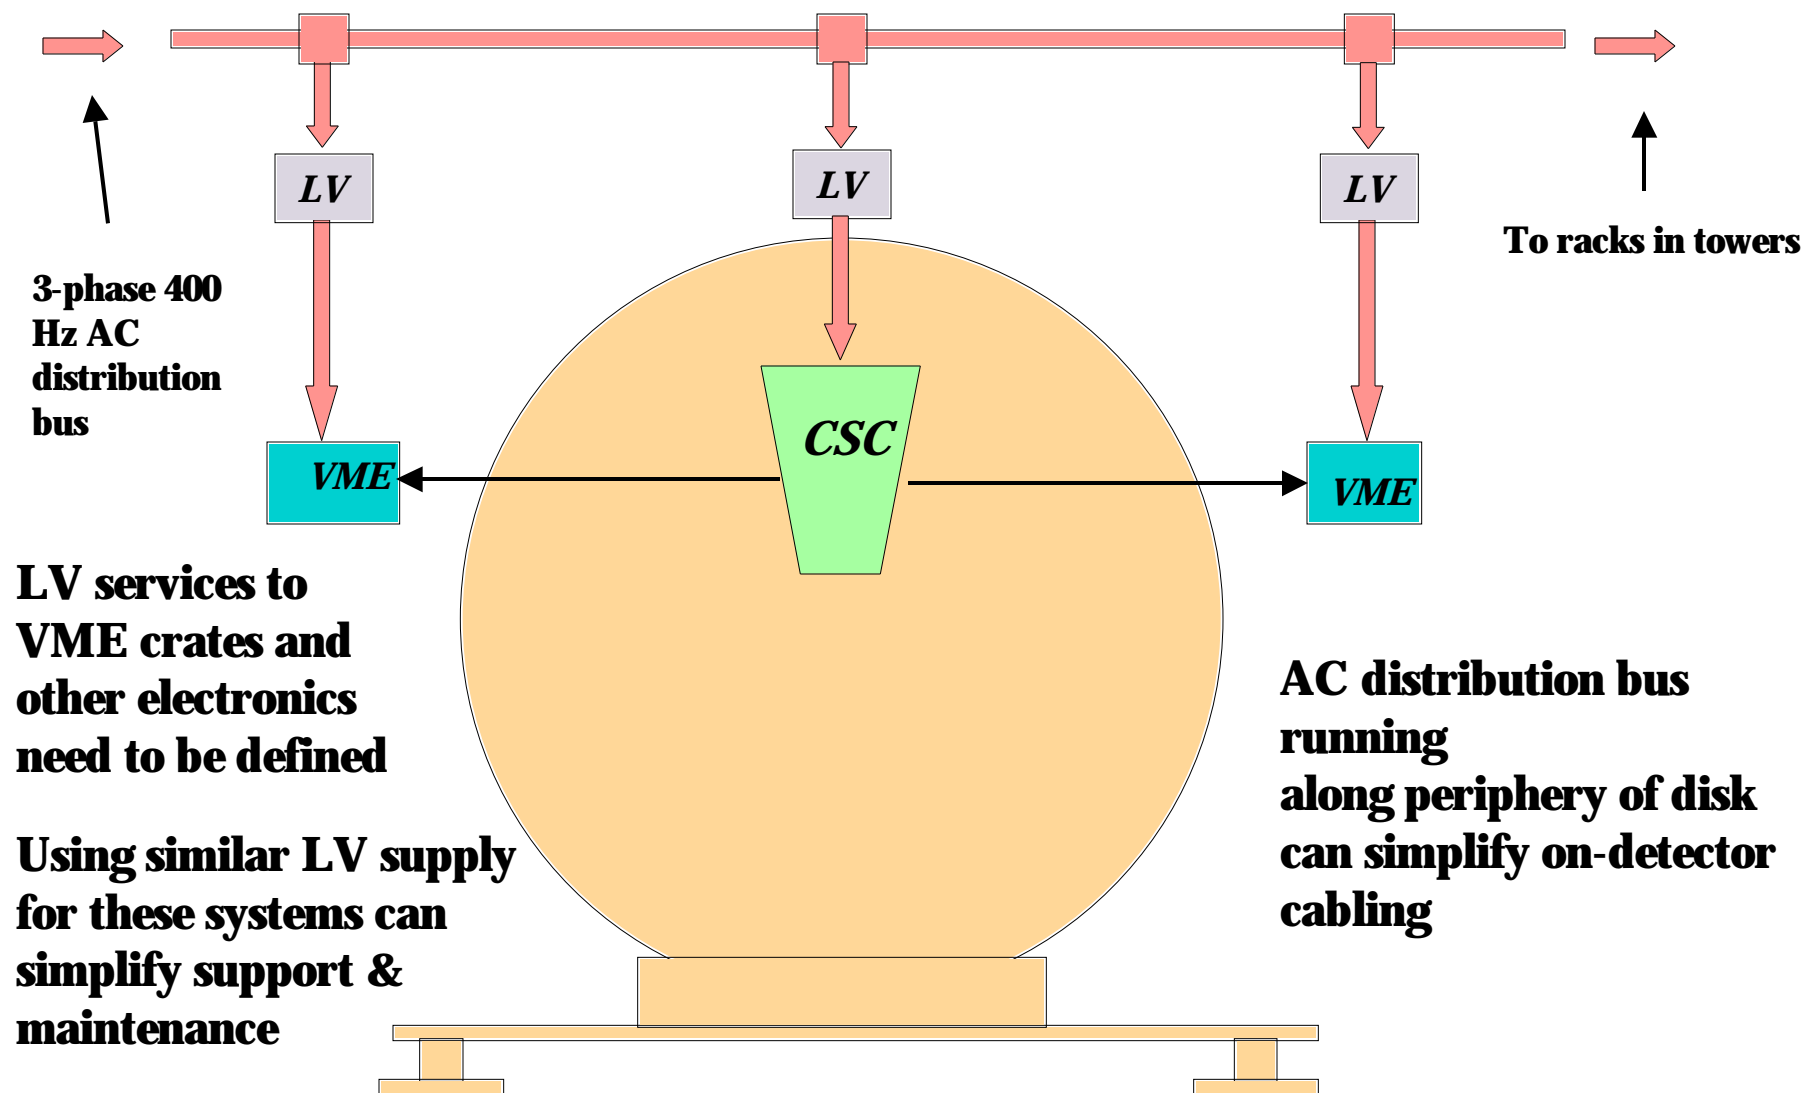 LV
LV
LV
To racks in towers
3-phase 400
Hz AC
distribution
bus
CSC
VME
VME
LV services to
VME crates and
other electronics
need to be defined
Using similar LV supply
for these systems can
simplify support &
maintenance
AC distribution bus
running
along periphery of disk
can simplify on-detector
cabling